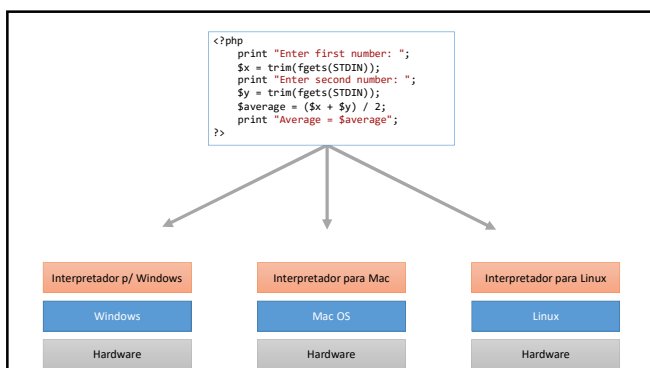 <?php
print "Enter first number: ";
$x = trim(fgets(STDIN));
print "Enter second number: ";
$y = trim(fgets(STDIN));
$average = ($x + $y) / 2;
print "Average = $average";
?>
Interpretador p/ Windows
Interpretador para Mac
Interpretador para Linux
Windows
Mac OS
Linux
Hardware
Hardware
Hardware